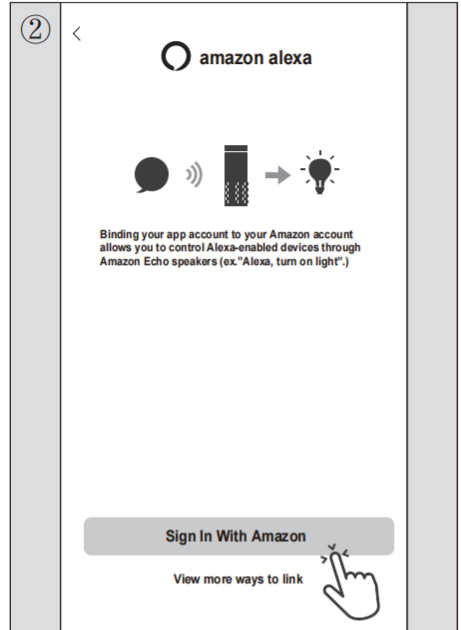 ②
amazon alexa
Binding your app account to your Amazon account
allows you to control Alexa-enabled devices through
Amazon Echo speakers (ex."Alexa, turn on light".)
Sign In With Amazon
View more ways to link